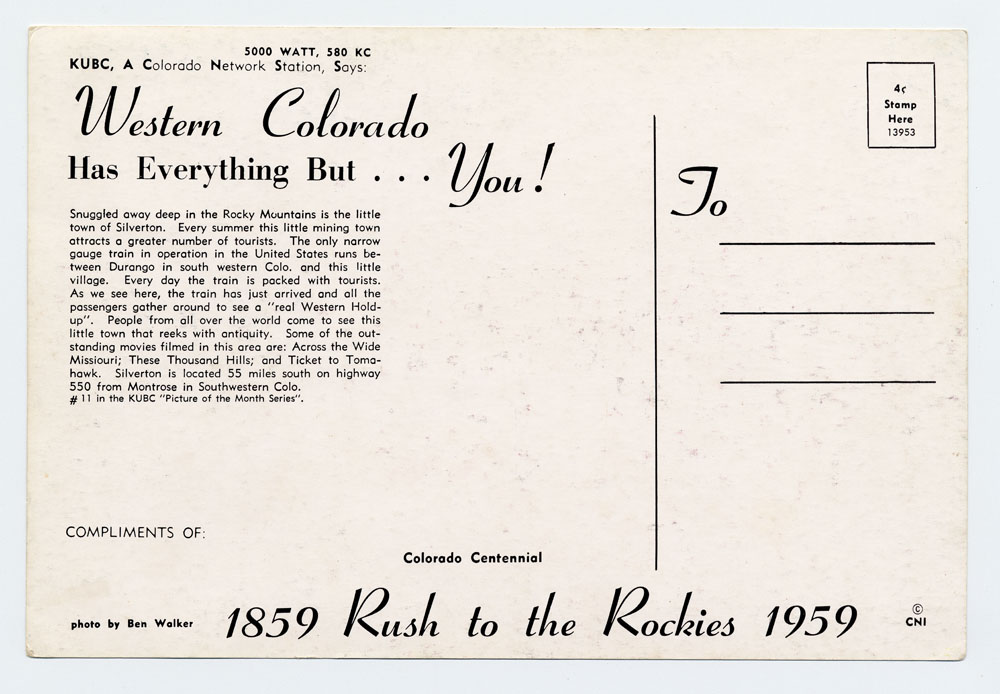 5000 WATT, 580 KC
KUBC, A Colorado Network Station, Says:
Western Colorado
Has Everything But . . . You!
Snuggled away deep in the Rocky Mountains is the little
town of Silverton. Every summer this little mining town
attracts a greater number of tourists. The only narrow
gauge train in operation in the United States runs be-
tween Durango in south western Colo. and this little
village. Every day the train is packed with tourists.
As we see here, the train has just arrived and all the
passengers gather around to see a "real Western Hold-
up". People from all over the world come to see this
little town that reeks with antiquity. Some of the out-
standing movies filmed in this area are: Across the Wide
Missiouri; These Thousand Hills; and Ticket to Toma-
hawk. Silverton is located 55 miles south on highway
550 from Montrose in Southwestern Colo.
#11 in the KUBC "Picture of the Month Series".
COMPLIMENTS OF:
4¢
Stamp
Here
13953
To
Colorado Centennial
photo by Ben Walker
1859 Rush to the Rockies 1959
©
CNI